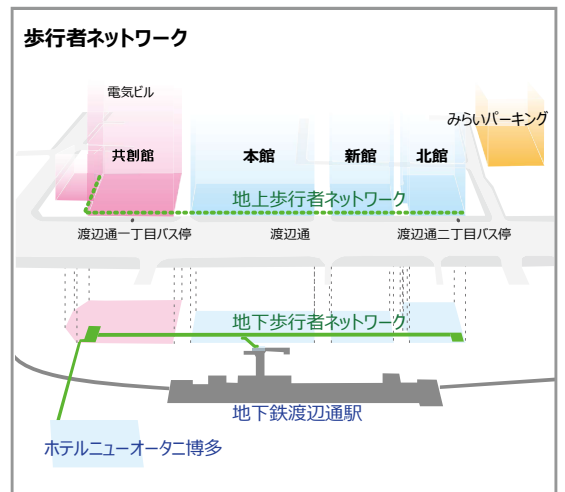 歩行者ネットワーク
電気ビル
みらいパーキング
共創館
本館
新館
北館
地上歩行者ネットワーク
渡辺通一丁目バス停
渡辺通
渡辺通二丁目バス停
地下歩行者ネットワーク
地下鉄渡辺通駅
ホテルニューオータニ博多